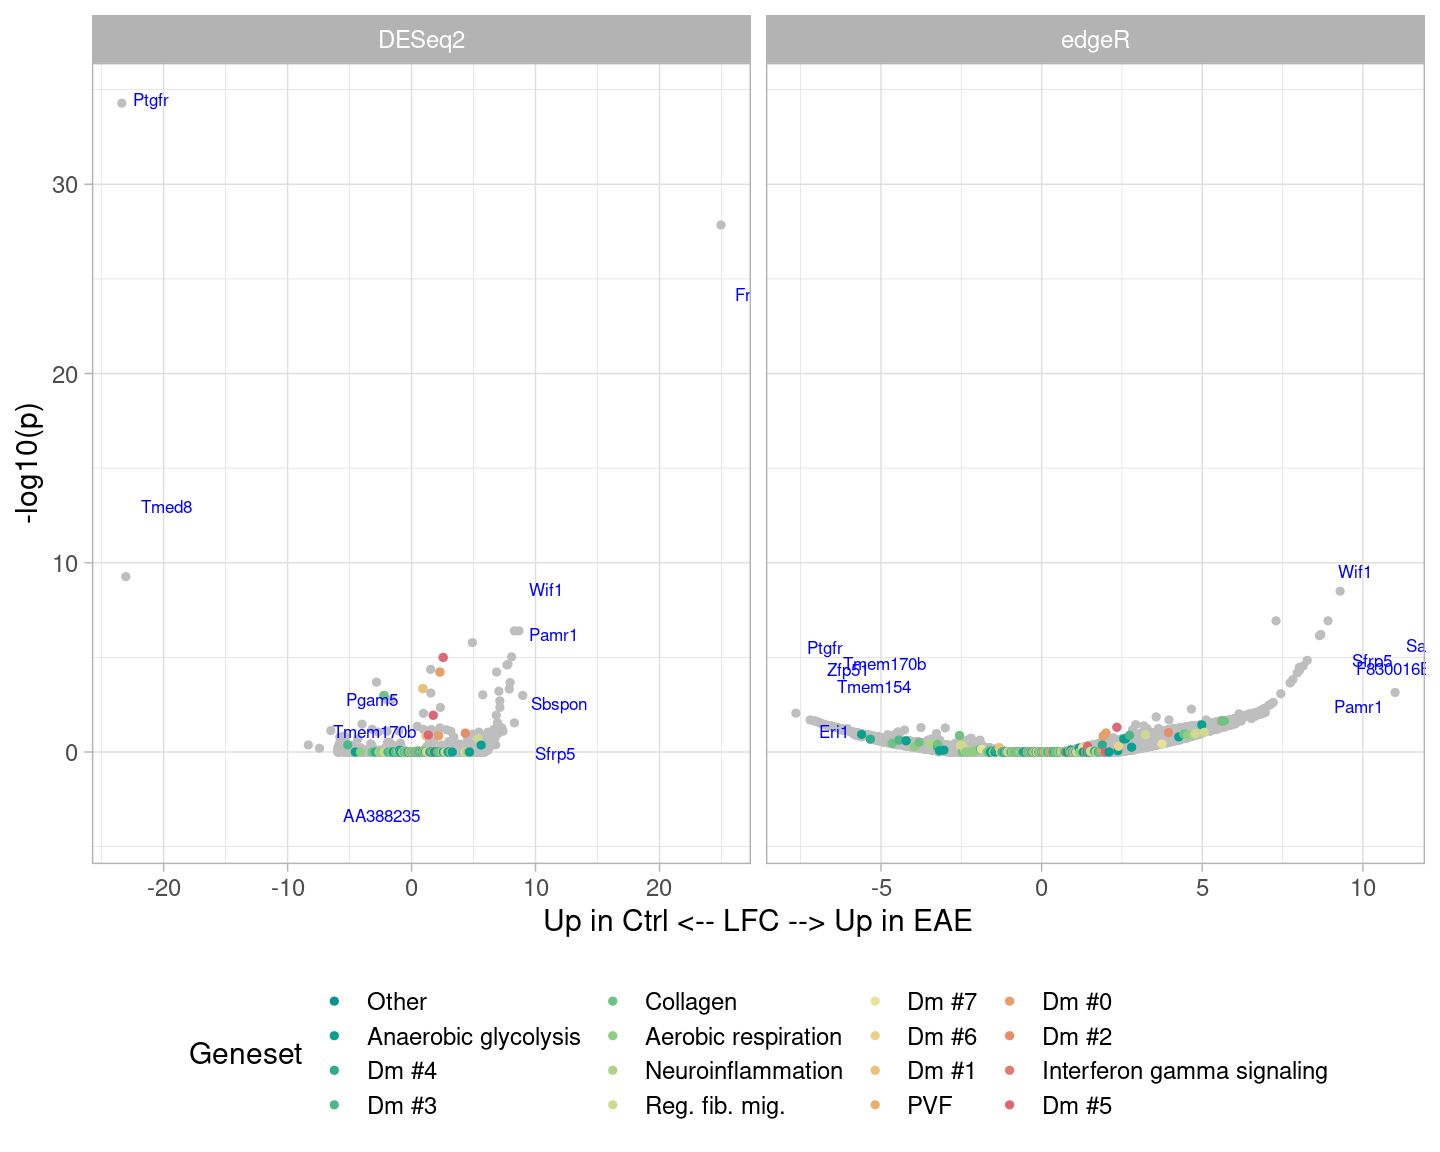 DESeq2
edgeR
-log10(p)
30
20
10
0
Ptgfr
Fr
Tmed8
Wif1
Pamr1
Pgam5
Sbspon
Tmem170b
Sfrp5
AA388235
Wif1
Ptgfr
Tmem170b
Zfp51
Tmem154
Eri1
Sa
Sfrp5
F830016B
Pamr1
-20
-10
0
10
20
-5
0
5
10
Up in Ctrl <-- LFC --> Up in EAE
Geneset
Other
Anaerobic glycolysis
Dm #4
Dm #3
Collagen
Aerobic respiration
Neuroinflammation
Reg. fib. mig.
Dm #7
Dm #6
Dm #1
PVF
Dm #0
Dm #2
Interferon gamma signaling
Dm #5